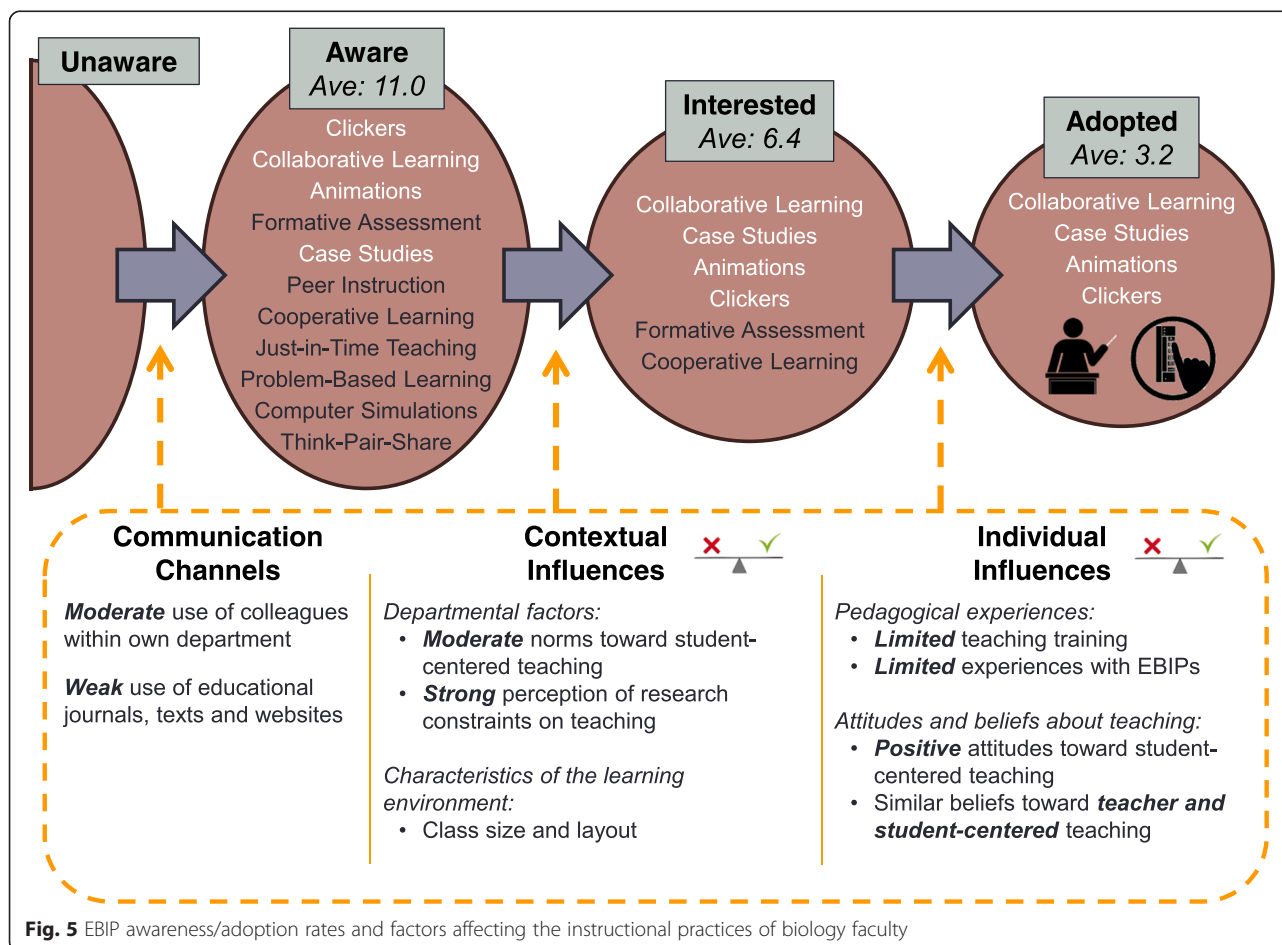 Unaware
Aware
Ave: 11.0
Clickers
Collaborative Learning
Animations
Formative Assessment
Case Studies
Peer Instruction
Cooperative Learning
Just-in-Time Teaching
Problem-Based Learning
Computer Simulations
Think-Pair-Share
Interested
Ave: 6.4
Collaborative Learning
Case Studies
Animations
Clickers
Formative Assessment
Cooperative Learning
Adopted
Ave: 3.2
Collaborative Learning
Case Studies
Animations
Clickers
Communication
Channels
Moderate use of colleagues
within own department
Weak use of educational
journals, texts and websites
Contextual
Influences
Departmental factors:
• Moderate norms toward student-
centered teaching
• Strong perception of research
constraints on teaching
Characteristics of the learning
environment:
• Class size and layout
Individual
Influences
Pedagogical experiences:
• Limited teaching training
• Limited experiences with EBIPs
Attitudes and beliefs about teaching:
• Positive attitudes toward student-
centered teaching
• Similar beliefs toward teacher and
student-centered teaching
Fig. 5 EBIP awareness/adoption rates and factors affecting the instructional practices of biology faculty